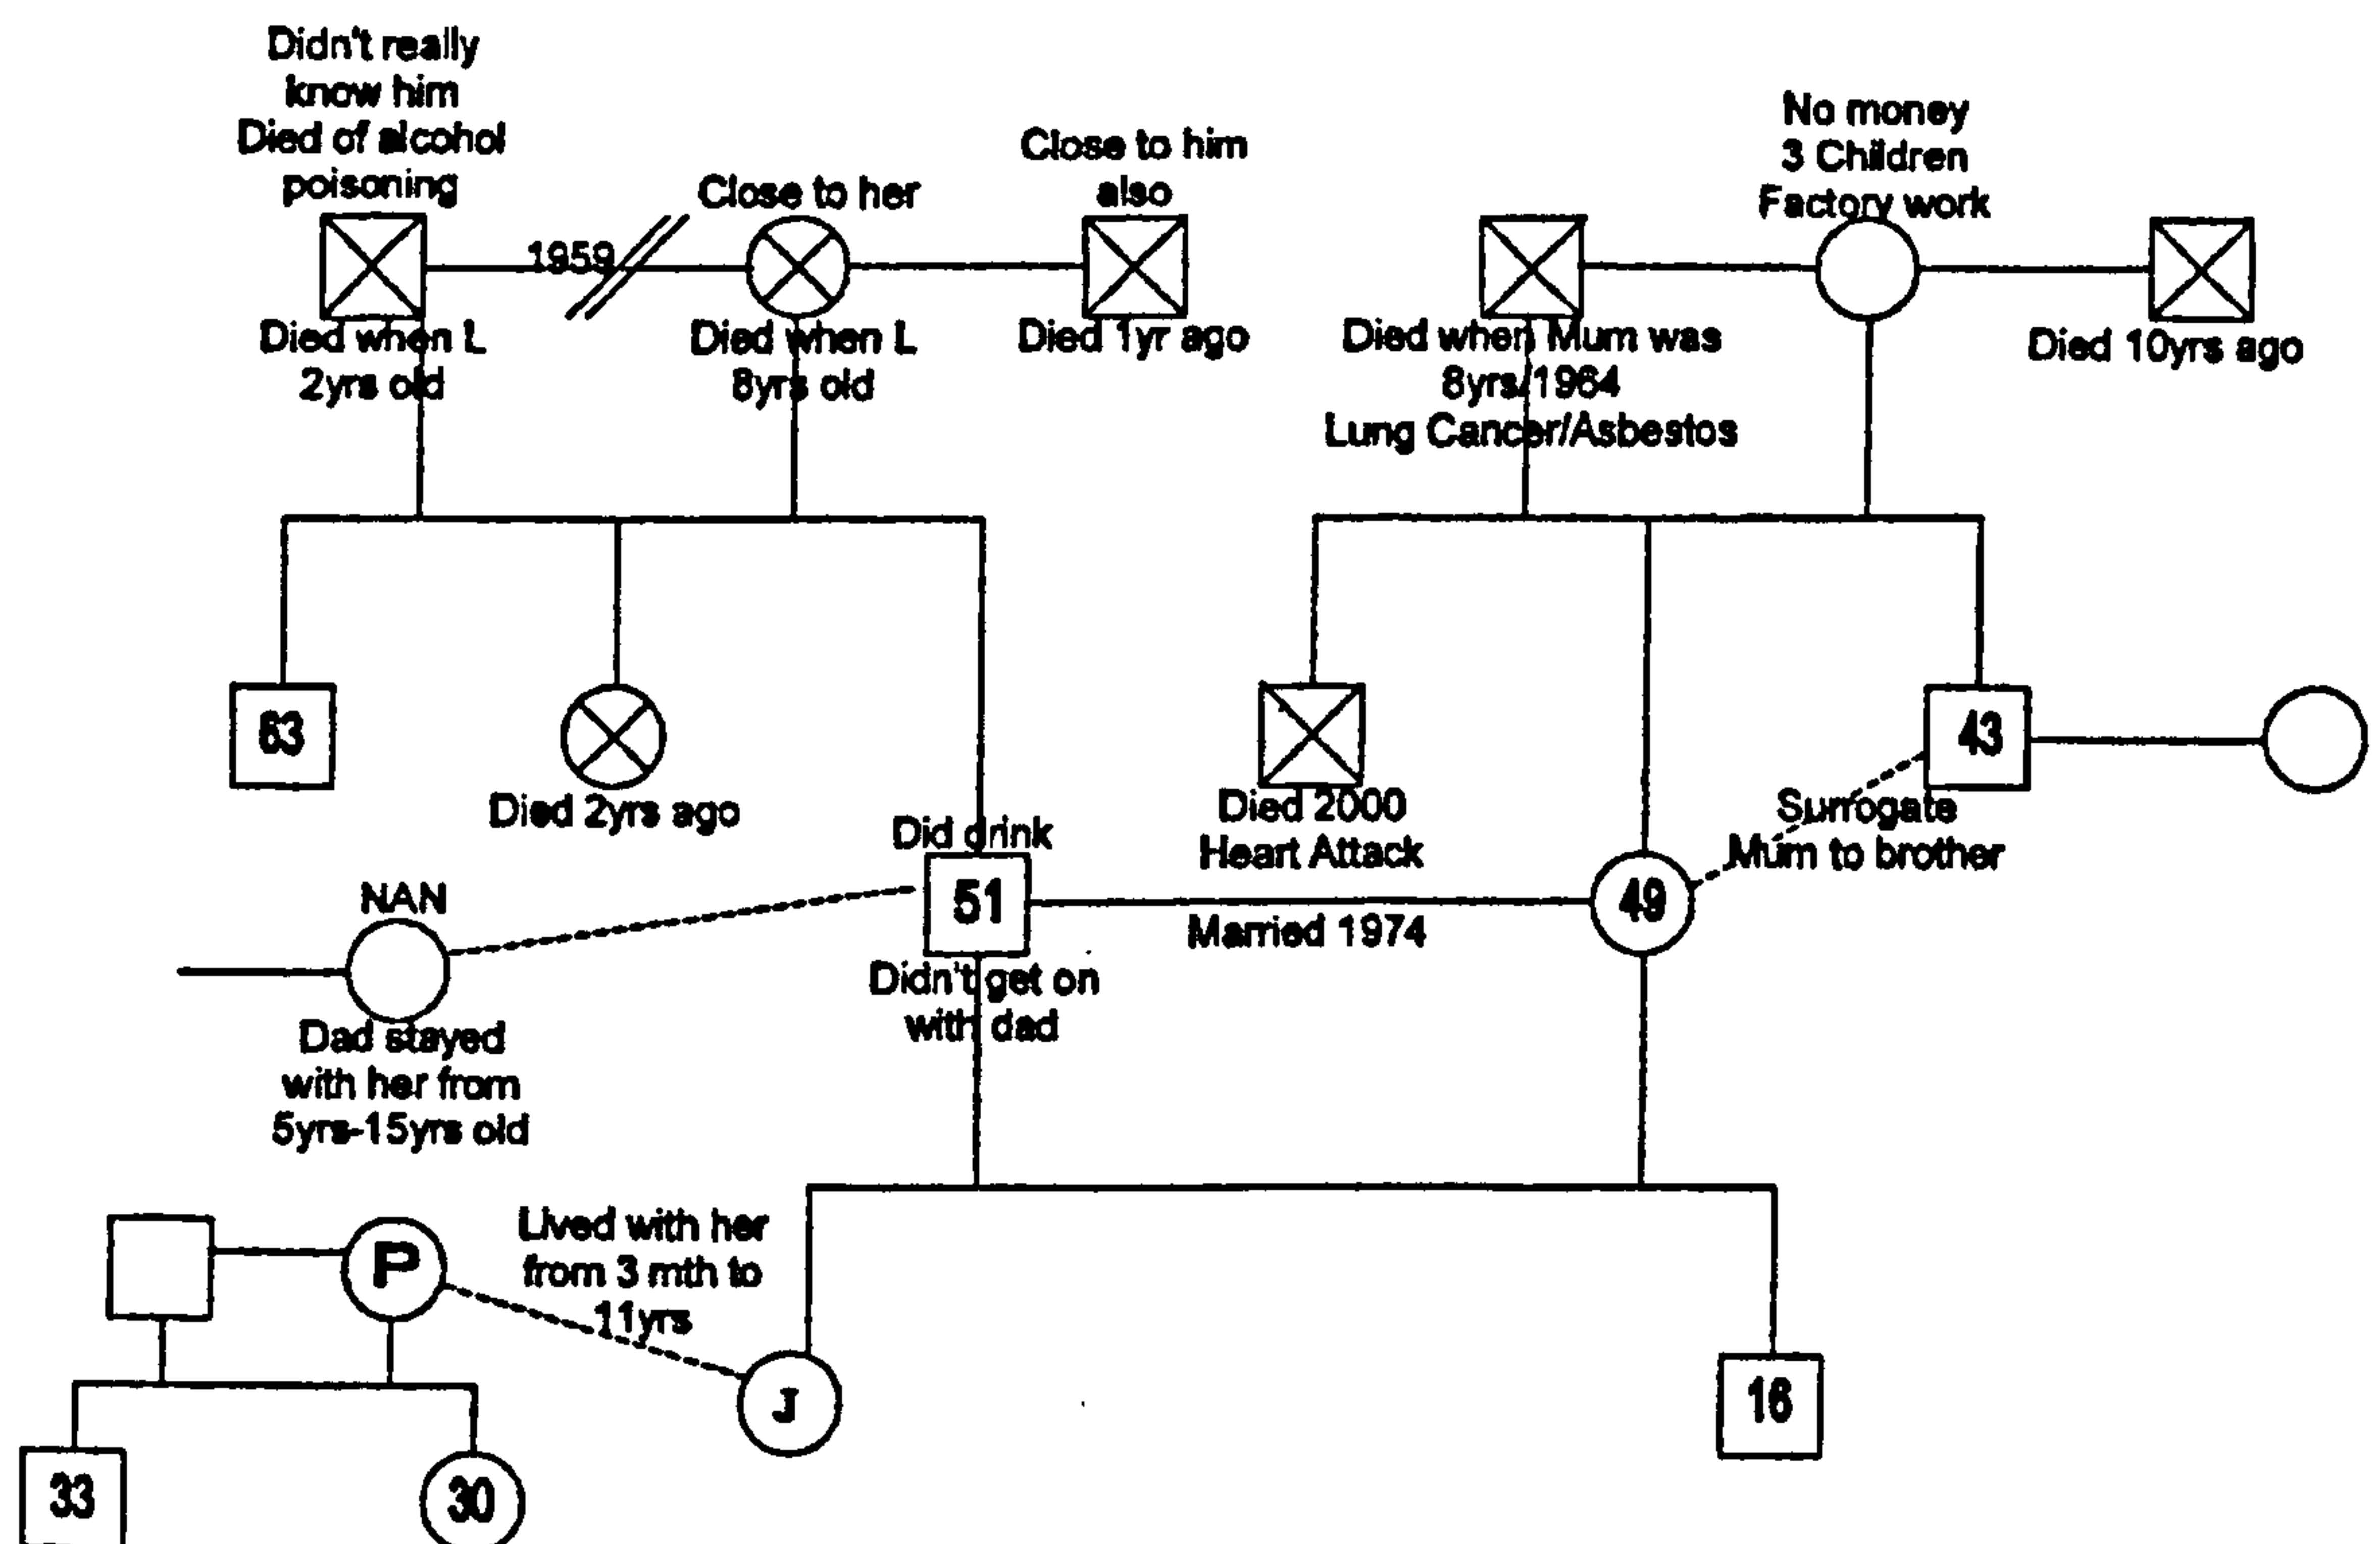 Didn't really
know him
Died of alcohol
poisoning
Close to her
Close to him
also
No money
3 Children
Factory work
1959
Died when L
2yrs old
Died when L
8yrs old
Died 1yr ago
Died when Mum was
8yrs/1964
Lung Cancer/Asbestos
Died 10yrs ago
Died 2yrs ago
Died 2000
Heart Attack
43
Surrogate
Mum to brother
Did drink
51
49
Married 1974
Didn't get on
with dad
NAN
Dad stayed
with her from
5yrs-15yrs old
P
Lived with her
from 3 mth to
11yrs
J
16
33
30